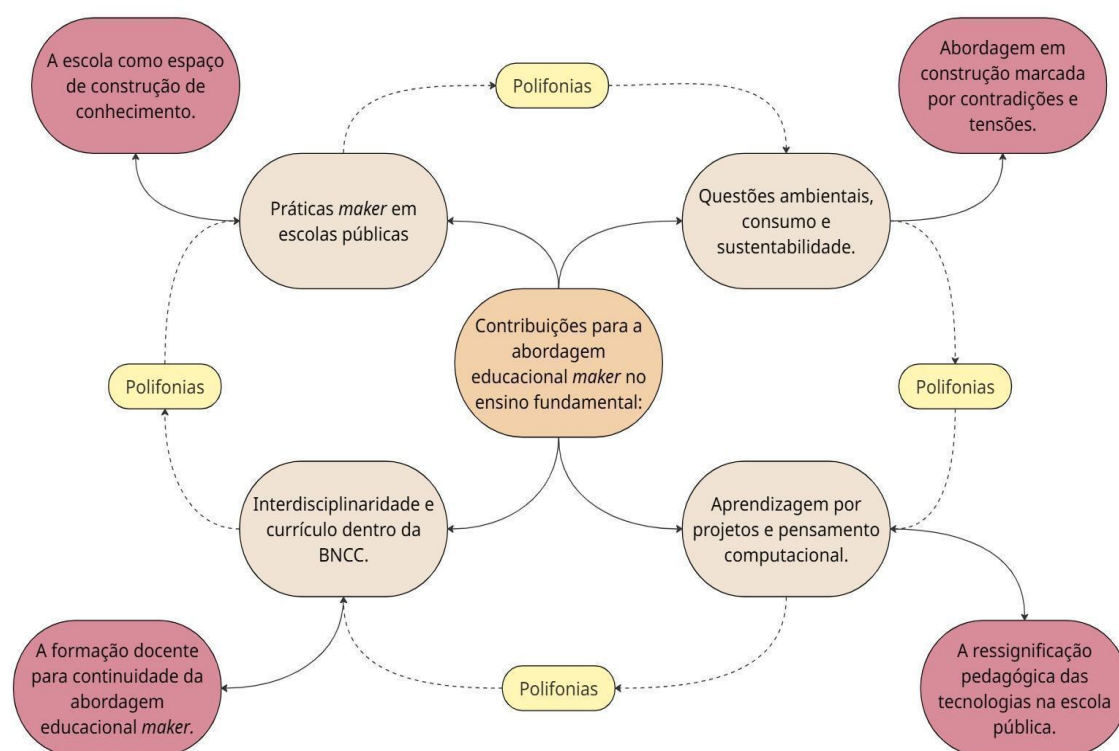 A escola como espaço
de construção de
conhecimento.
Polifonias
Abordagem em
construção marcada
por contradições e
tensões.
Práticas maker em
escolas públicas
Questões ambientais,
consumo e
sustentabilidade.
Contribuições para a
abordagem
educacional maker no
ensino fundamental:
Polifonias
Polifonias
Interdisciplinaridade e
currículo dentro da
BNCC.
Aprendizagem por
projetos e pensamento
computacional.
A formação docente
para continuidade da
abordagem
educacional maker.
Polifonias
A ressignificação
pedagógica das
tecnologias na escola
pública.